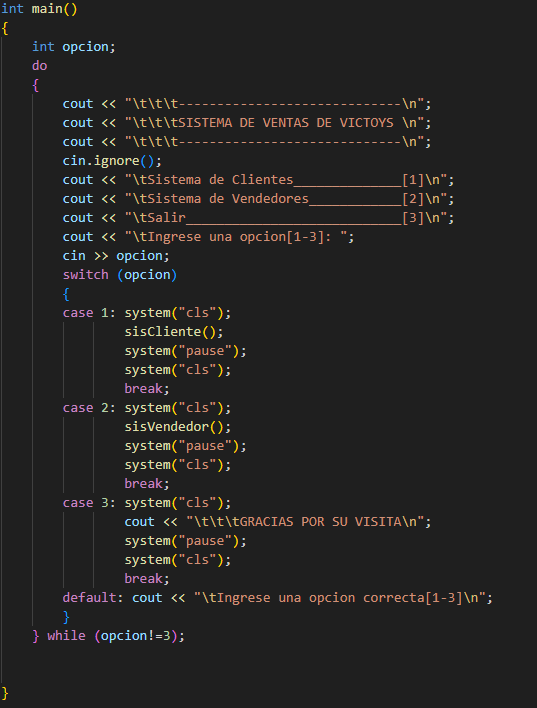 int main()
{
    int opcion;
    do
    {
        cout << "\t\t\t-----------------------------\n";
        cout << "\t\t\tSISTEMA DE VENTAS DE VICTOYS \n";
        cout << "\t\t\t-----------------------------\n";
        cin.ignore();
        cout << "\tSistema de Clientes______________[1]\n";
        cout << "\tSistema de Vendedores____________[2]\n";
        cout << "\tSalir____________________________[3]\n";
        cout << "\tIngrese una opcion[1-3]: ";
        cin >> opcion;
        switch (opcion)
        {
        case 1: system("cls");
                sisCliente();
                system("pause");
                system("cls");
                break;
        case 2: system("cls");
                sisVendedor();
                system("pause");
                system("cls");
                break;
        case 3: system("cls");
                cout << "\t\t\tGRACIAS POR SU VISITA\n";
                system("pause");
                system("cls");
                break;
        default: cout << "\tIngrese una opcion correcta[1-3]\n";
        }
    } while (opcion!=3);
}